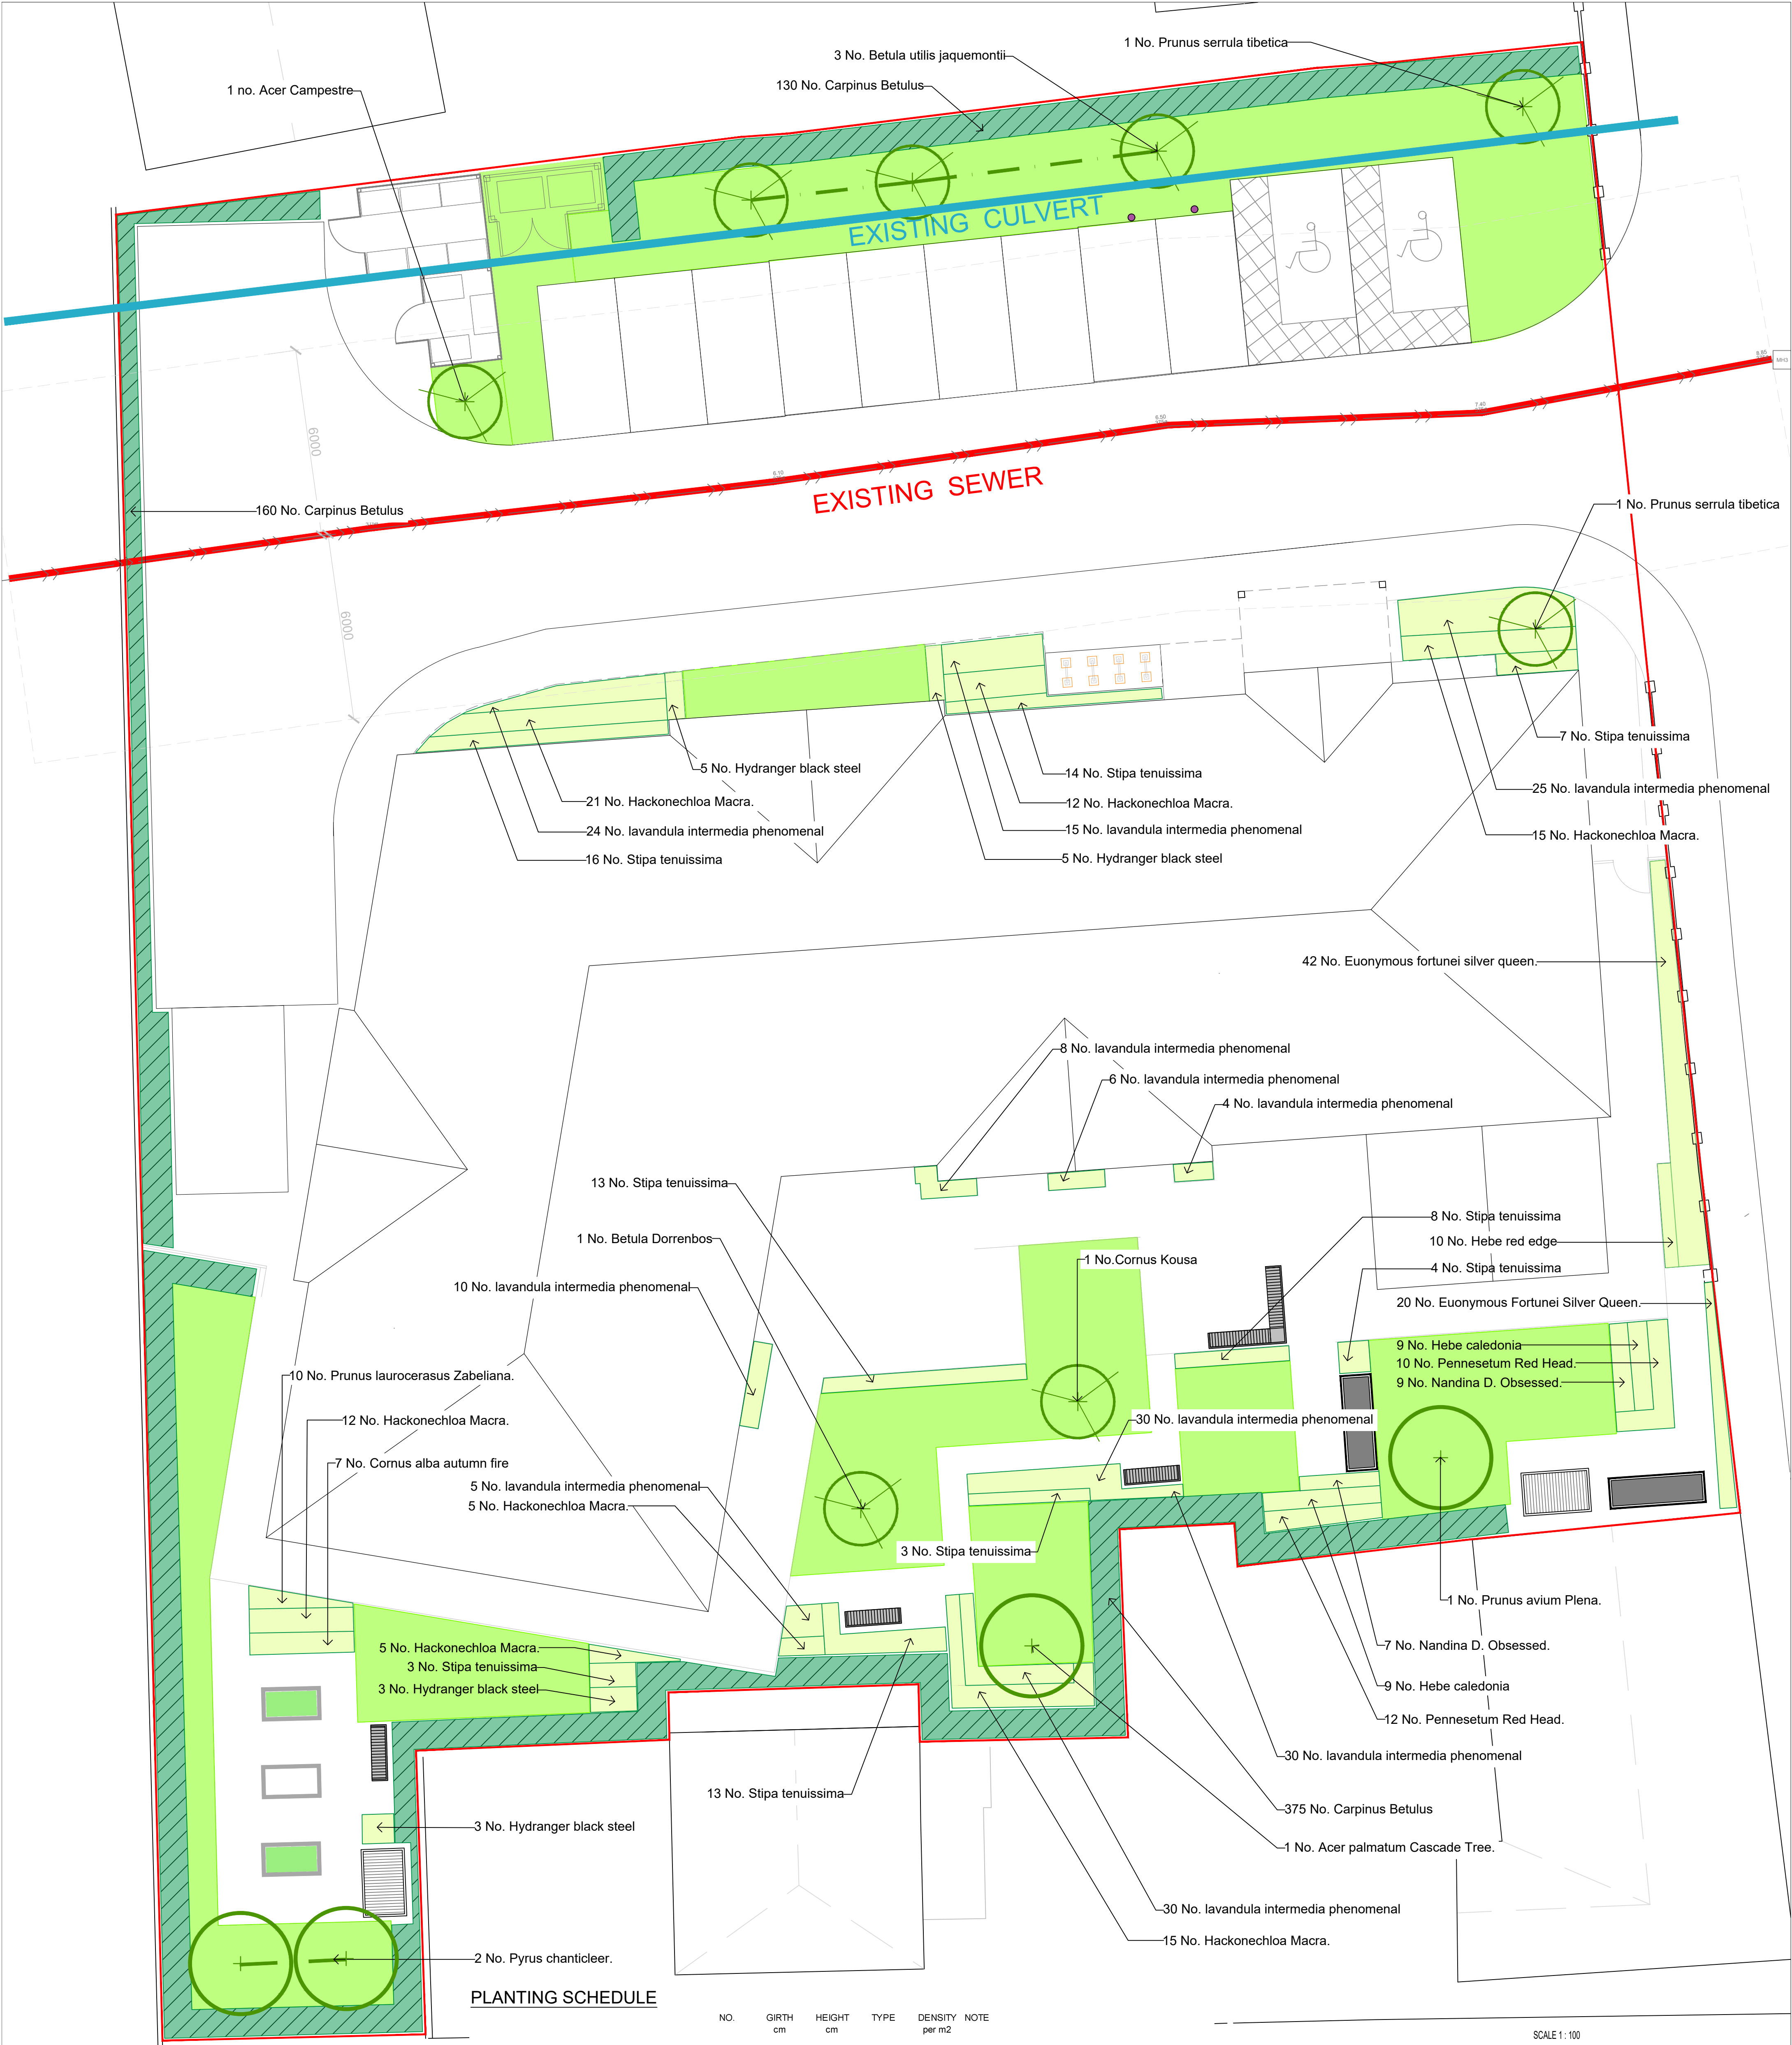 1 No. Prunus serrula tibetica
3 No. Betula utilis jaquemontii
130 No. Carpinus Betulus
1 no. Acer Campestre
EXISTING CULVERT
6000
MH3
6.85
7.40
6.50
6.10
EXISTING SEWER
160 No. Carpinus Betulus
1 No. Prunus serrula tibetica
6000
7 No. Stipa tenuissima
5 No. Hydranger black steel
14 No. Stipa tenuissima
25 No. lavandula intermedia phenomenal
21 No. Hackonechloa Macra.
12 No. Hackonechloa Macra.
24 No. lavandula intermedia phenomenal
15 No. lavandula intermedia phenomenal
15 No. Hackonechloa Macra.
16 No. Stipa tenuissima
5 No. Hydranger black steel
42 No. Euonymous fortunei silver queen.
8 No. lavandula intermedia phenomenal
6 No. lavandula intermedia phenomenal
4 No. lavandula intermedia phenomenal
13 No. Stipa tenuissima
8 No. Stipa tenuissima
1 No. Betula Dorrenbos
10 No. Hebe red edge
1 No.Cornus Kousa
4 No. Stipa tenuissima
10 No. lavandula intermedia phenomenal
20 No. Euonymous Fortunei Silver Queen.
9 No. Hebe caledonia
10 No. Pennesetum Red Head.
9 No. Nandina D. Obsessed.
10 No. Prunus laurocerasus Zabeliana.
12 No. Hackonechloa Macra.
30 No. lavandula intermedia phenomenal
7 No. Cornus alba autumn fire
5 No. lavandula intermedia phenomenal
5 No. Hackonechloa Macra.
3 No. Stipa tenuissima
1 No. Prunus avium Plena.
5 No. Hackonechloa Macra.
7 No. Nandina D. Obsessed.
3 No. Stipa tenuissima
3 No. Hydranger black steel
9 No. Hebe caledonia
12 No. Pennesetum Red Head.
30 No. lavandula intermedia phenomenal
13 No. Stipa tenuissima
375 No. Carpinus Betulus
3 No. Hydranger black steel
1 No. Acer palmatum Cascade Tree.
30 No. lavandula intermedia phenomenal
15 No. Hackonechloa Macra.
2 No. Pyrus chanticleer.
PLANTING SCHEDULE
NO. GIRTH HEIGHT TYPE DENSITY NOTE
cm cm per m2
SCALE 1 : 100